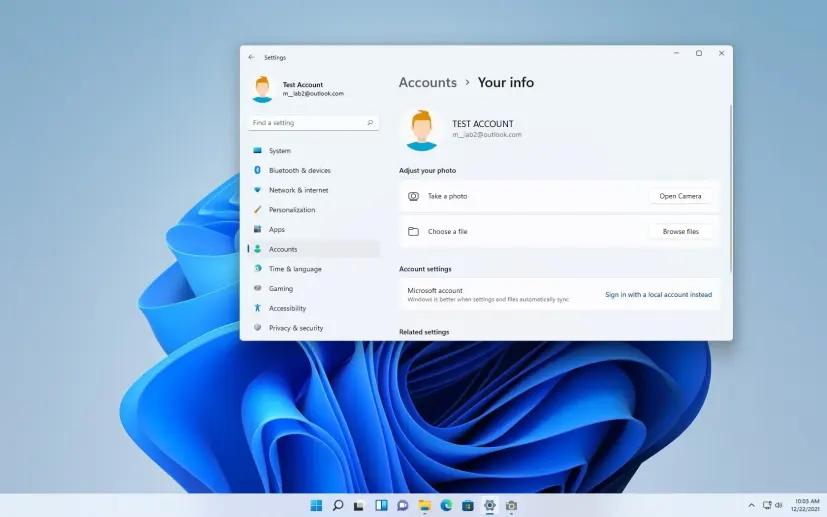 Settings
Test Account
m_lab2@outlook.com
Find a setting
System
Bluetooth & devices
Network & internet
Personalization
Apps
Accounts
Time & language
Gaming
Accessibility
Privacy & security
Accounts › Your info
TEST ACCOUNT
m_lab2@outlook.com
Adjust your photo
Take a photo
Open Camera
Choose a file
Browse files
Account settings
Microsoft account
Windows is better when settings and files automatically sync
Sign in with a local account instead
Related settings
10:03 AM
12/22/2021